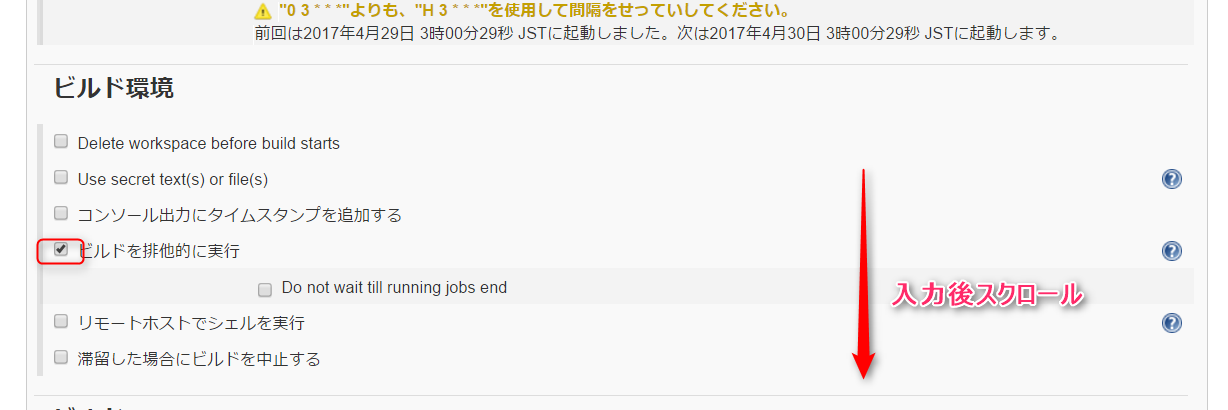 "0 3 * * *"よりも、"H 3 * * *"を使用して間隔をせっていしてください。
前回は2017年4月29日 3時00分29秒 JSTに起動しました。次は2017年4月30日 3時00分29秒 JSTに起動します。
ビルド環境
Delete workspace before build starts
Use secret text(s) or file(s)
コンソール出力にタイムスタンプを追加する
ビルドを排他的に実行
Do not wait till running jobs end
入力後スクロール
リモートホストでシェルを実行
滞留した場合にビルドを中止する